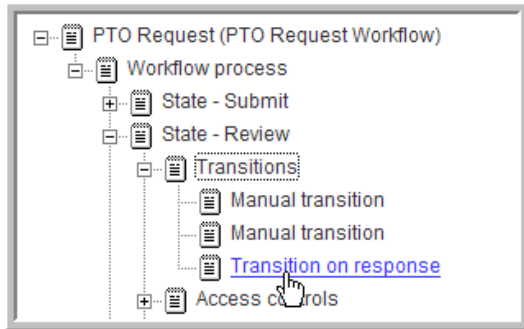 PTO Request (PTO Request Workflow)
Workflow process
State - Submit
State - Review
Transitions
Manual transition
Manual transition
Transition on response
Access controls